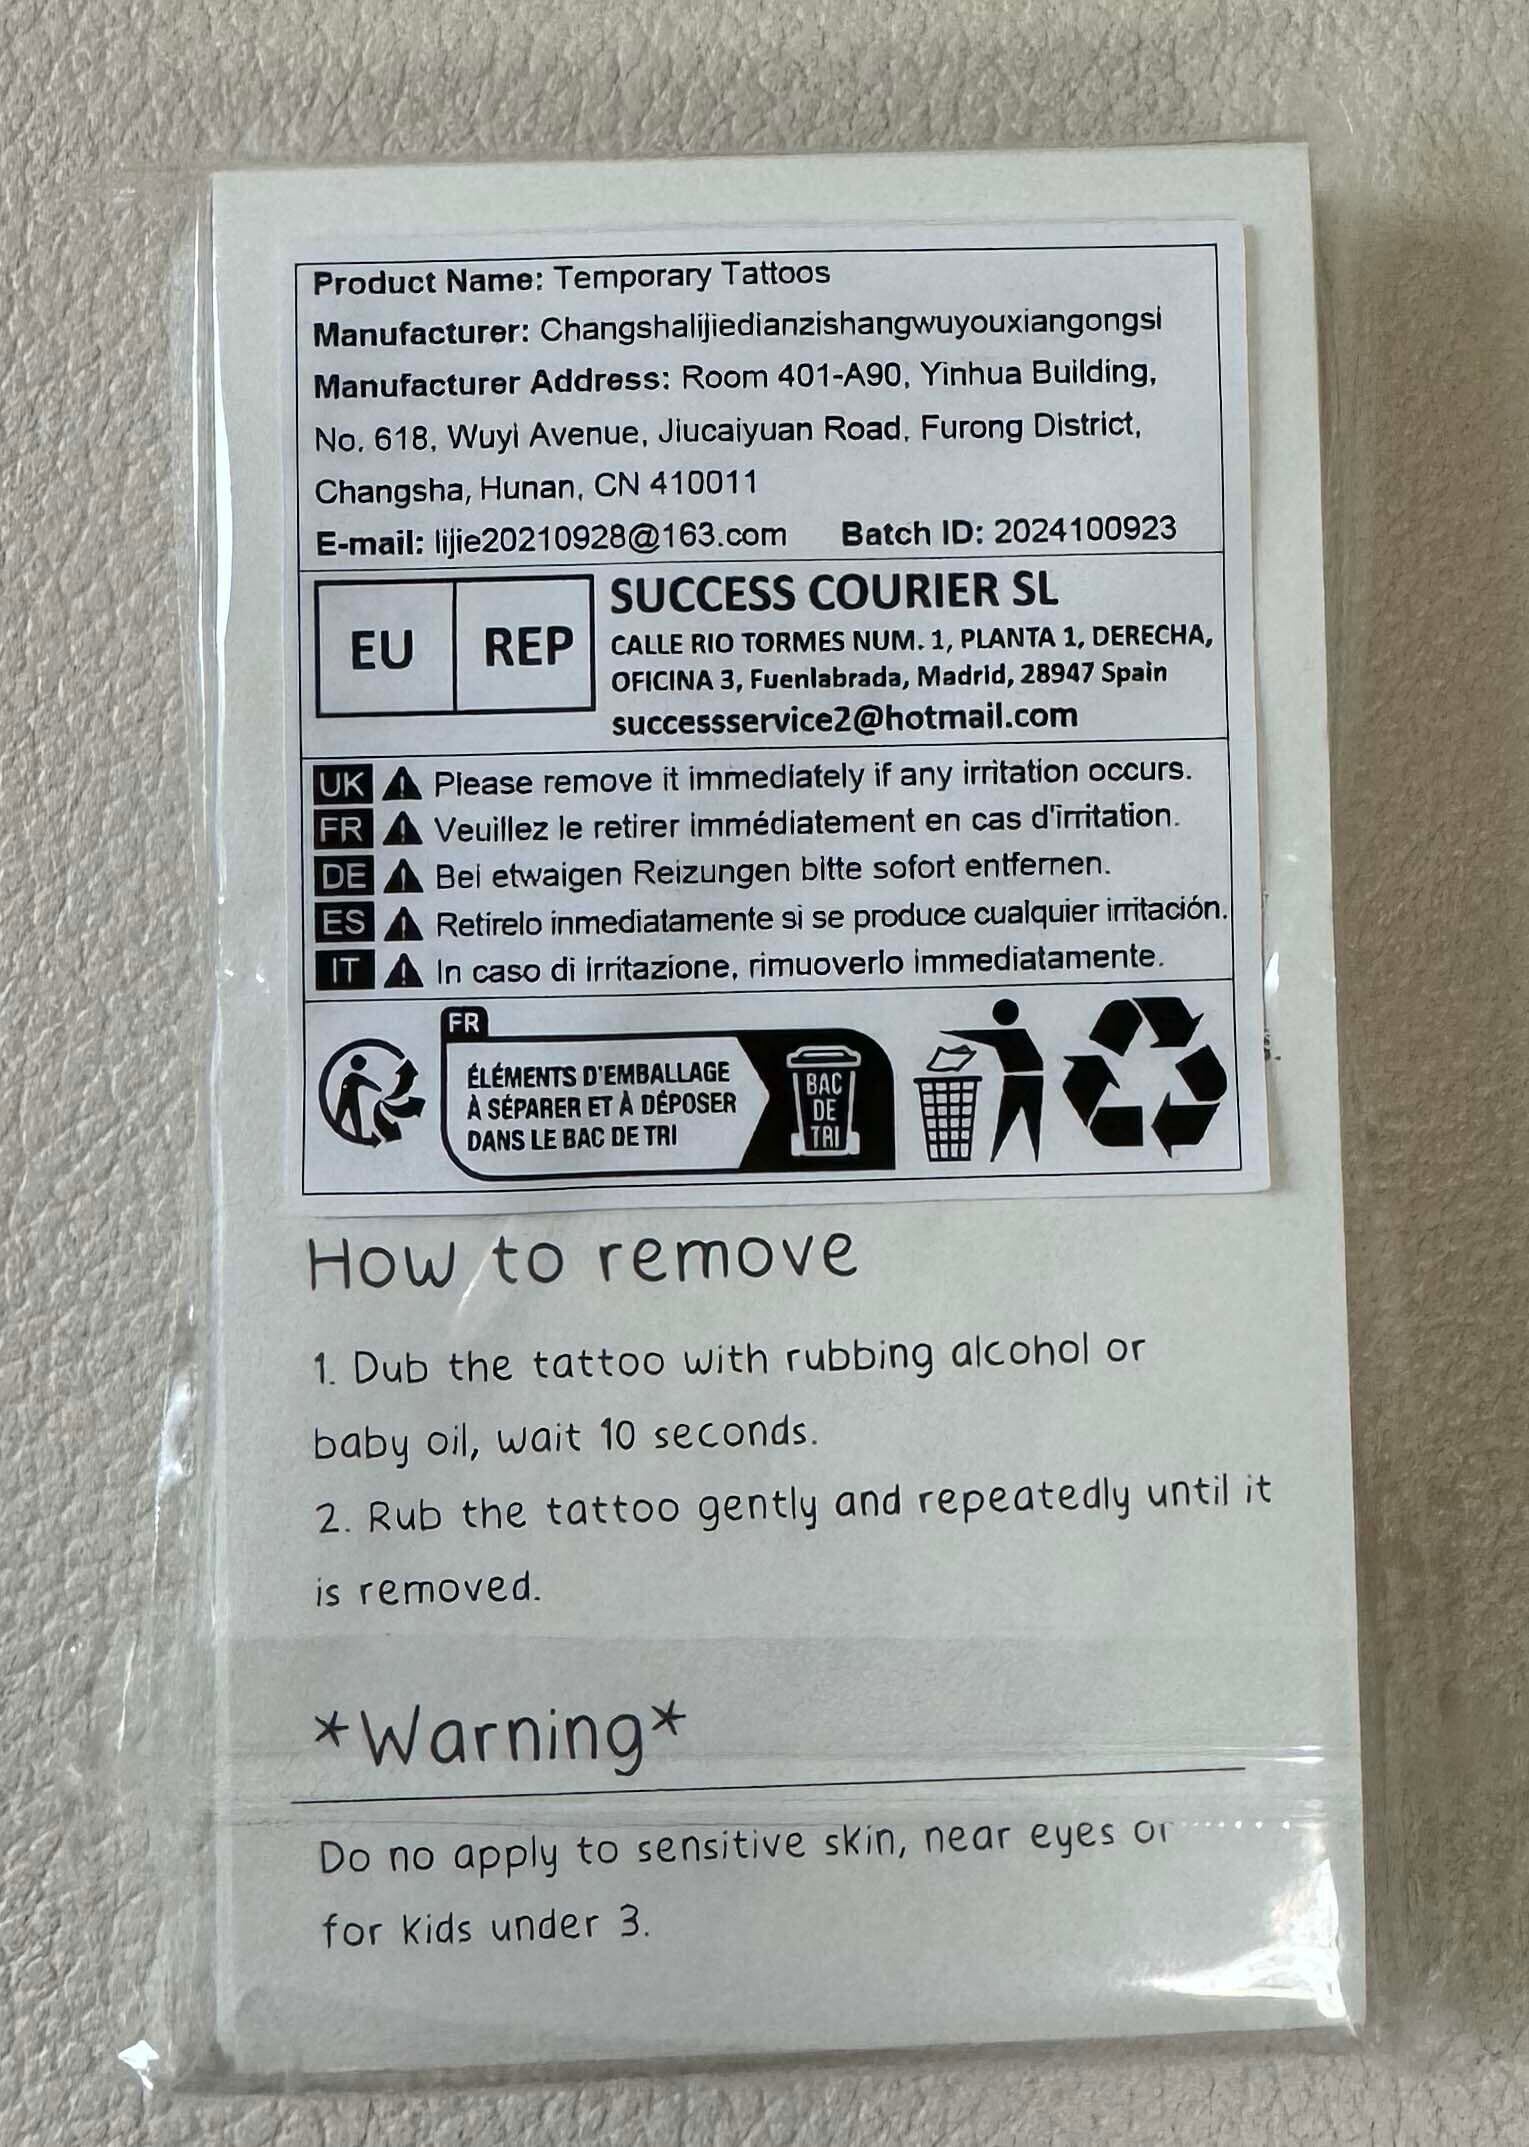 Product Name: Temporary Tattoos
Manufacturer: Changshalijiedianzishangwuyouxiangongsi
Manufacturer Address: Room 401-A90, Yinhua Building,
No. 618, Wuyi Avenue, Jiucaiyuan Road, Furong District,
Changsha, Hunan, CN 410011
E-mail: lijie20210928@163.com Batch ID: 2024100923
EU REP
SUCCESS COURIER SL
CALLE RIO TORMES NUM. 1, PLANTA 1, DERECHA,
OFICINA 3, Fuenlabrada, Madrid, 28947 Spain
successservice2@hotmail.com
UK Please remove it immediately if any irritation occurs.
FR Veuillez le retirer immédiatement en cas d'irritation.
DE Bei etwaigen Reizungen bitte sofort entfernen.
ES Retirelo inmediatamente si se produce cualquier irritación.
IT In caso di irritazione, rimuoverlo immediatamente.
FR
ÉLÉMENTS D'EMBALLAGE
À SÉPARER ET À DÉPOSER
DANS LE BAC DE TRI
BAC
DE
TRI
How to remove
1. Dub the tattoo with rubbing alcohol or
baby oil, wait 10 seconds.
2. Rub the tattoo gently and repeatedly until it
is removed.
*Warning*
Do no apply to sensitive skin, near eyes or
for kids under 3.